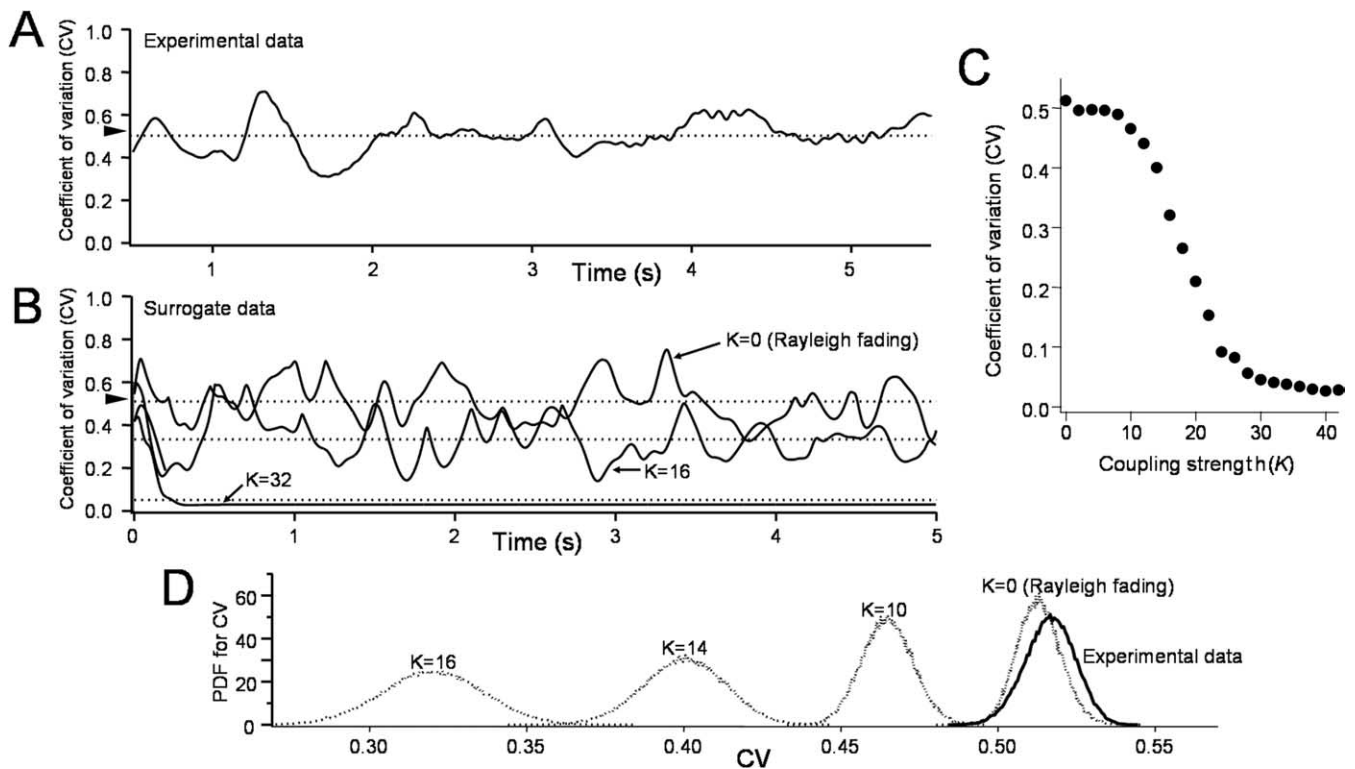 A
Experimental data
Coefficient of variation (CV)
1.0
0.8
0.6
0.4
0.2
0.0
1
2
3
4
5
Time (s)
B
Surrogate data
Coefficient of variation (CV)
1.0
0.8
0.6
0.4
0.2
0.0
K=0 (Rayleigh fading)
K=16
K=32
0
1
2
3
4
5
Time (s)
C
Coefficient of variation (CV)
0.5
0.4
0.3
0.2
0.1
0.0
0
10
20
30
40
Coupling strength (K)
D
PDF for CV
60
40
20
0
K=16
K=14
K=10
K=0 (Rayleigh fading)
Experimental data
0.30
0.35
0.40
0.45
0.50
0.55
CV